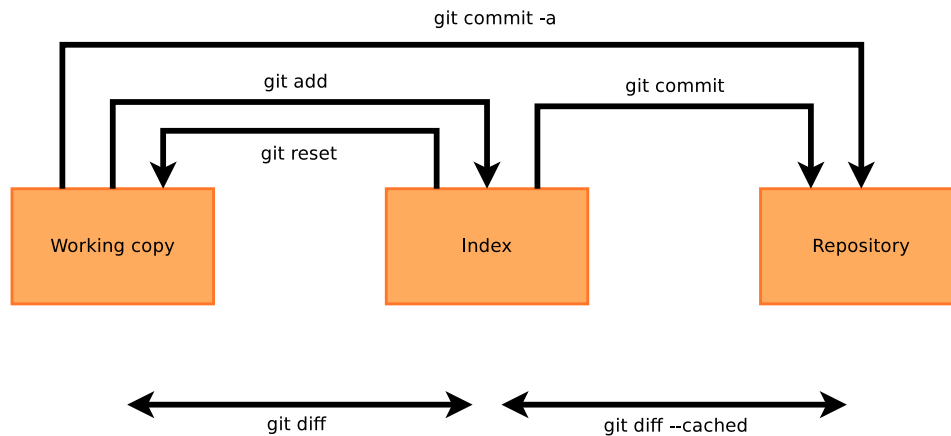 git commit -a
git add
git commit
git reset
Working copy
Index
Repository
git diff
git diff --cached